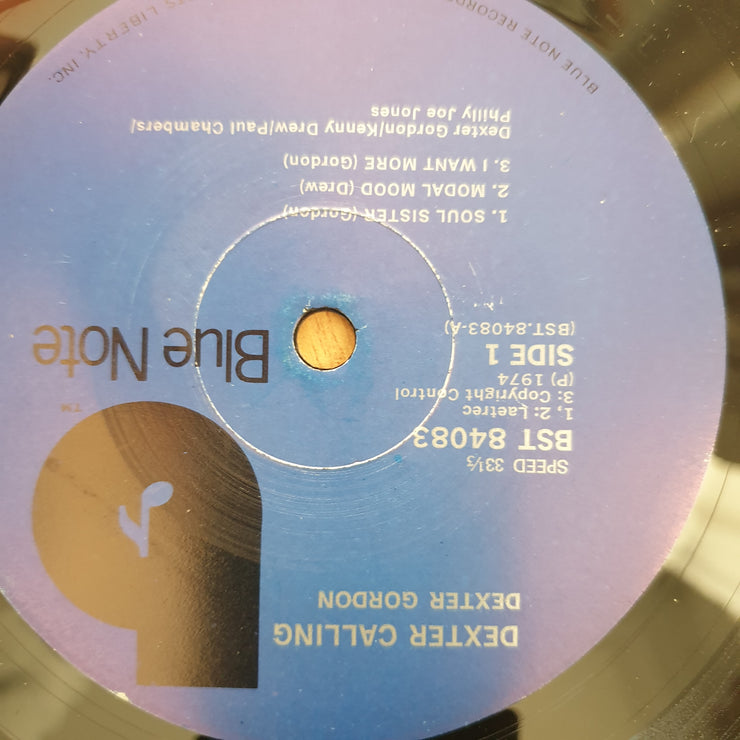 DEXTER CALLING
DEXTER GORDON
SPEED 33⅓
BST 84083
1, 2: Laetrec
3: Copyright Control
(P) 1974
SIDE 1
(BST.84083-A)
TM
Blue Note
1. SOUL SISTER (Gordon)
2. MODAL MOOD (Drew)
3. I WANT MORE (Gordon)
Dexter Gordon/Kenny Drew/Paul Chambers/
Philly Joe Jones
BLUE NOTE RECORDS
LIBERTY, INC.